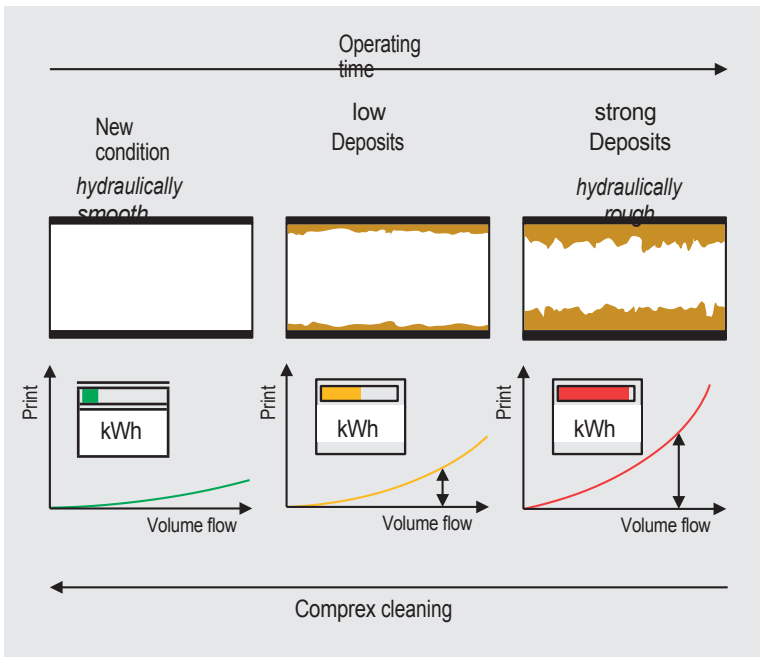 Operating
time
New
condition
hydraulically
smooth
low
Deposits
strong
Deposits
hydraulically
rough
Print
kWh
Volume flow
Print
kWh
Volume flow
Print
kWh
Volume flow
Comprex cleaning